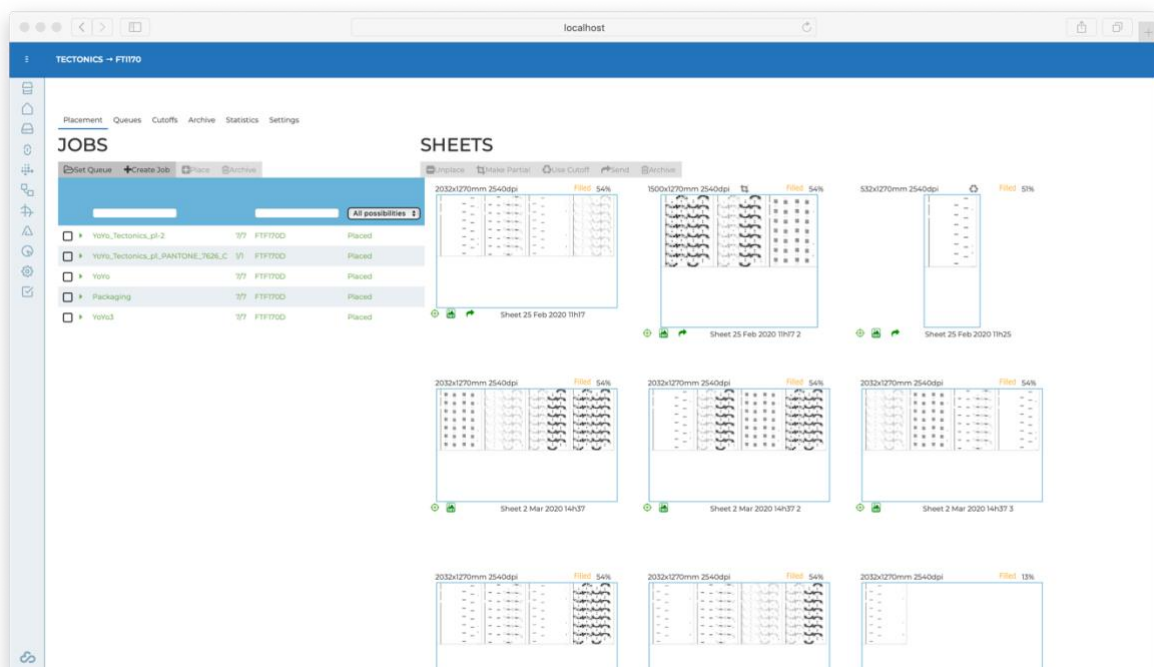 localhost
TECTONICS → FTI170
Placement Queues Cutoffs Archive Statistics Settings
JOBS
Set Queue Create Job Place Archive
All possibilities
YoYo_Tectonics_p1-2 7/7 FTF170D Placed
YoYo_Tectonics_p1_PANTONE_7626_C 1/1 FTF170D Placed
YoYo 7/7 FTF170D Placed
Packaging 7/7 FTF170D Placed
YoYo3 7/7 FTF170D Placed
SHEETS
Unplace Make Partial Use Cutoff Send Archive
2032x1270mm 2540dpi Filled 54%
1500x1270mm 2540dpi Filled 54%
532x1270mm 2540dpi Filled 51%
Sheet 25 Feb 2020 11h17
Sheet 25 Feb 2020 11h17 2
Sheet 25 Feb 2020 11h25
2032x1270mm 2540dpi Filled 54%
2032x1270mm 2540dpi Filled 54%
2032x1270mm 2540dpi Filled 54%
Sheet 2 Mar 2020 14h37
Sheet 2 Mar 2020 14h37 2
Sheet 2 Mar 2020 14h37 3
2032x1270mm 2540dpi Filled 54%
2032x1270mm 2540dpi Filled 54%
2032x1270mm 2540dpi Filled 13%